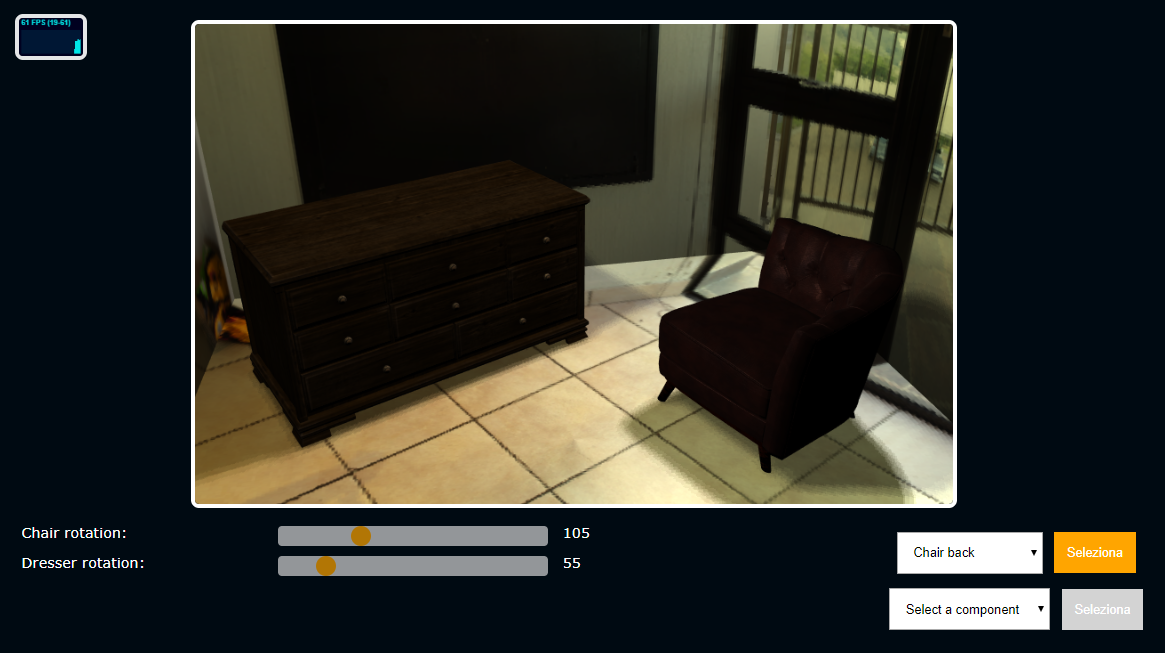 61 FPS (19-61)
Chair rotation:
105
Dresser rotation:
55
Chair back
Seleziona
Select a component
Seleziona